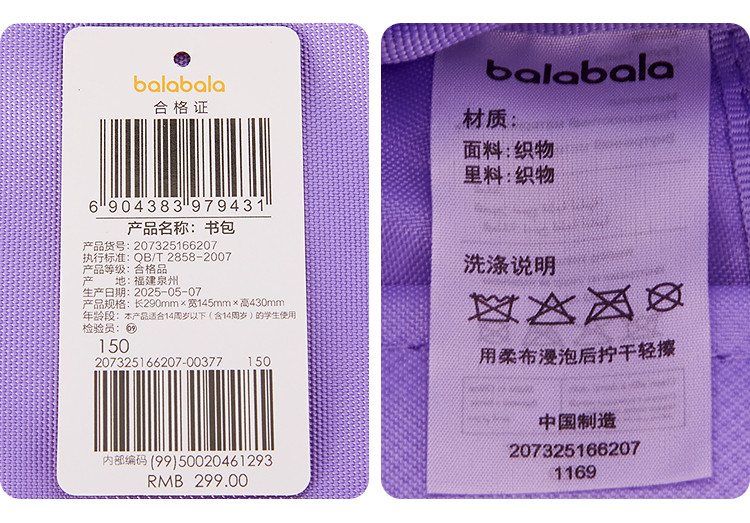 balabala
合格证
6 904383 979431
产品名称：书包
产品货号：207325166207
执行标准：QB/T 2858-2007
产品等级：合格品
产　　地：福建泉州
生产日期：2025-05-07
产品规格：长290mm×宽145mm×高430mm
年龄段：本产品适合14周岁以下（含14周岁）的学生使用
检验员：09
150
207325166207-00377 150
内部编码 (99)50020461293
RMB 299.00
balabala
材质：
面料：织物
里料：织物
洗涤说明
用柔布浸泡后拧干轻擦
中国制造
207325166207
1169